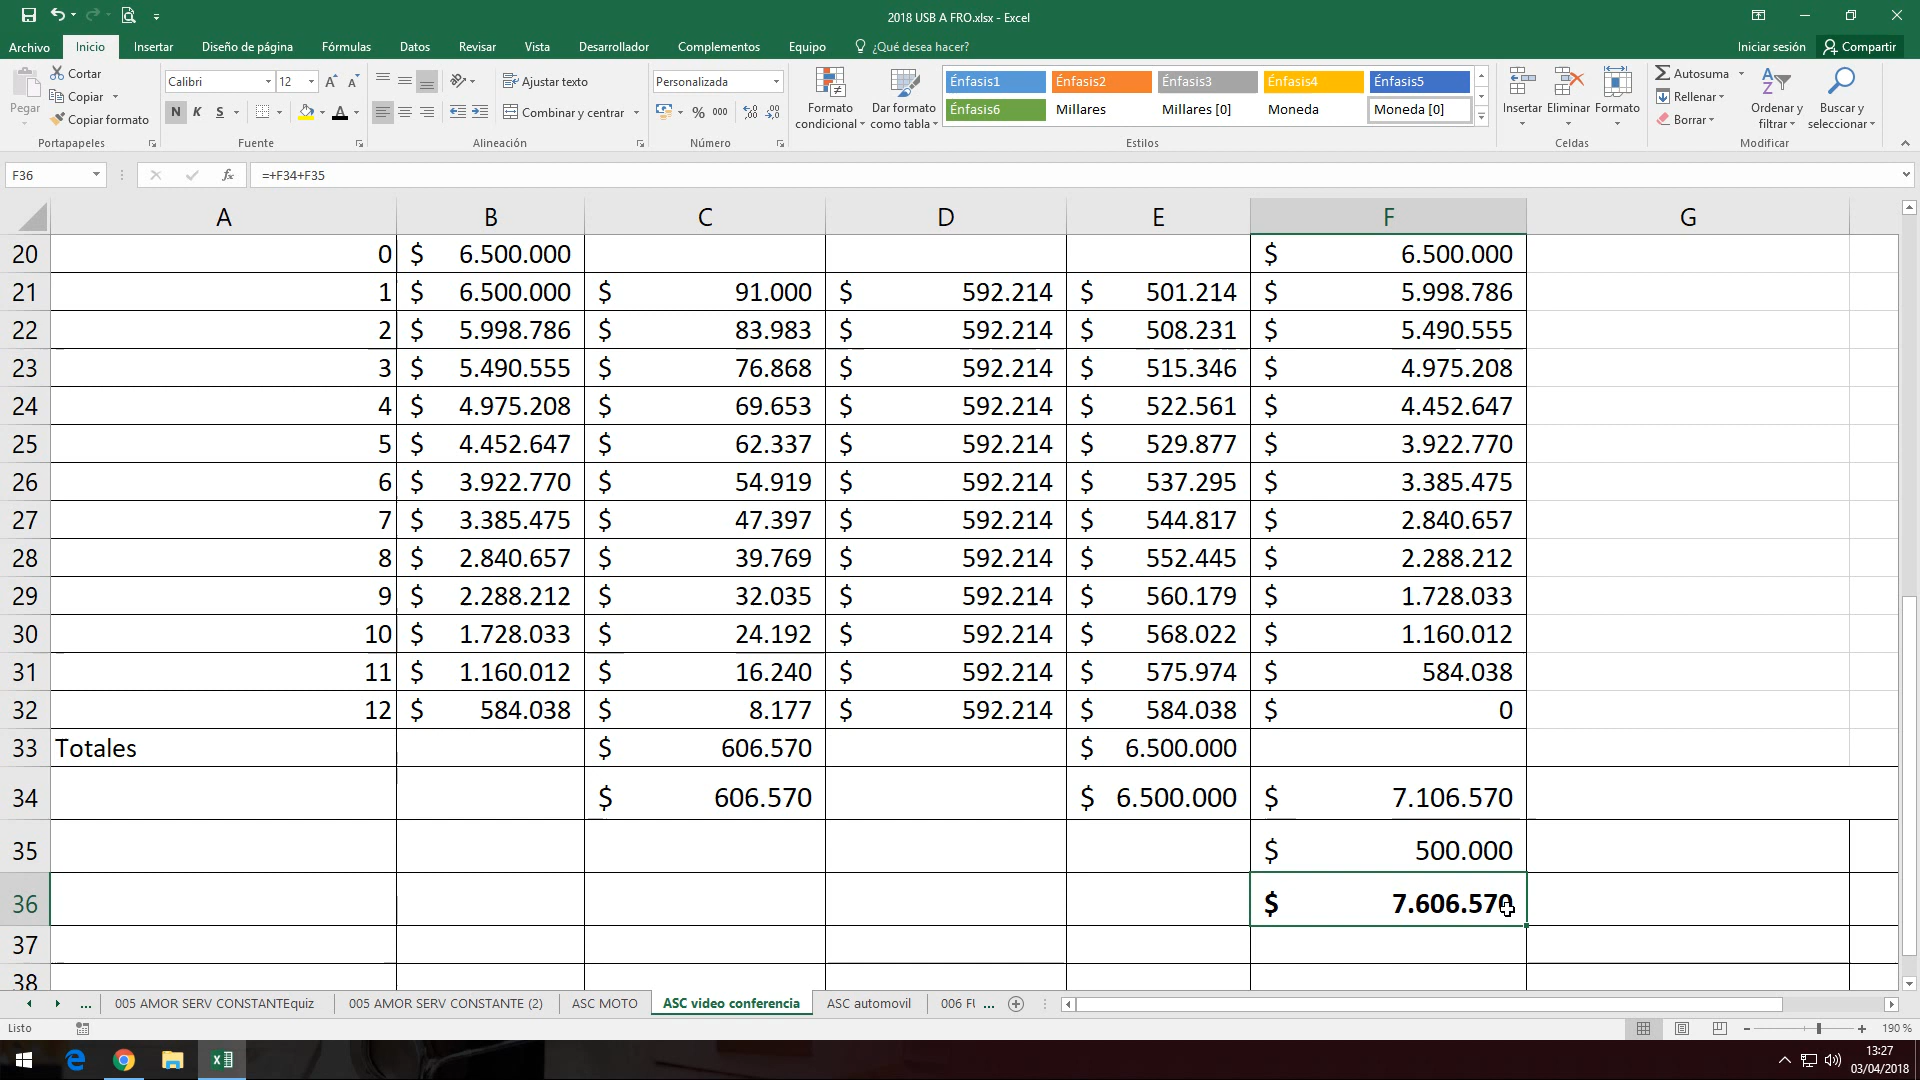 2018 USB A FRO.xlsx - Excel
Archivo Inicio Insertar Diseño de página Fórmulas Datos Revisar Vista Desarrollador Complementos Equipo ¿Qué desea hacer? Iniciar sesión Compartir
Pegar
Cortar
Copiar
Copiar formato
Portapapeles
Calibri 12
N K S
Fuente
Ajustar texto
Combinar y centrar
Alineación
Personalizada
% 000
Número
Formato condicional
Dar formato como tabla
Énfasis1 Énfasis2 Énfasis3 Énfasis4 Énfasis5
Énfasis6 Millares Millares [0] Moneda Moneda [0]
Estilos
Insertar Eliminar Formato
Celdas
Autosuma
Rellenar
Borrar
Ordenar y filtrar
Buscar y seleccionar
Modificar
F36 fx =+F34+F35
A B C D E F G
20 0 $ 6.500.000 $ 6.500.000
21 1 $ 6.500.000 $ 91.000 $ 592.214 $ 501.214 $ 5.998.786
22 2 $ 5.998.786 $ 83.983 $ 592.214 $ 508.231 $ 5.490.555
23 3 $ 5.490.555 $ 76.868 $ 592.214 $ 515.346 $ 4.975.208
24 4 $ 4.975.208 $ 69.653 $ 592.214 $ 522.561 $ 4.452.647
25 5 $ 4.452.647 $ 62.337 $ 592.214 $ 529.877 $ 3.922.770
26 6 $ 3.922.770 $ 54.919 $ 592.214 $ 537.295 $ 3.385.475
27 7 $ 3.385.475 $ 47.397 $ 592.214 $ 544.817 $ 2.840.657
28 8 $ 2.840.657 $ 39.769 $ 592.214 $ 552.445 $ 2.288.212
29 9 $ 2.288.212 $ 32.035 $ 592.214 $ 560.179 $ 1.728.033
30 10 $ 1.728.033 $ 24.192 $ 592.214 $ 568.022 $ 1.160.012
31 11 $ 1.160.012 $ 16.240 $ 592.214 $ 575.974 $ 584.038
32 12 $ 584.038 $ 8.177 $ 592.214 $ 584.038 $ 0
33 Totales $ 606.570 $ 6.500.000
34 $ 606.570 $ 6.500.000 $ 7.106.570
35 $ 500.000
36 $ 7.606.570
37
38
... 005 AMOR SERV CONSTANTEquiz 005 AMOR SERV CONSTANTE (2) ASC MOTO ASC video conferencia ASC automovil 006 FU ...
Listo 190 %
13:27
03/04/2018